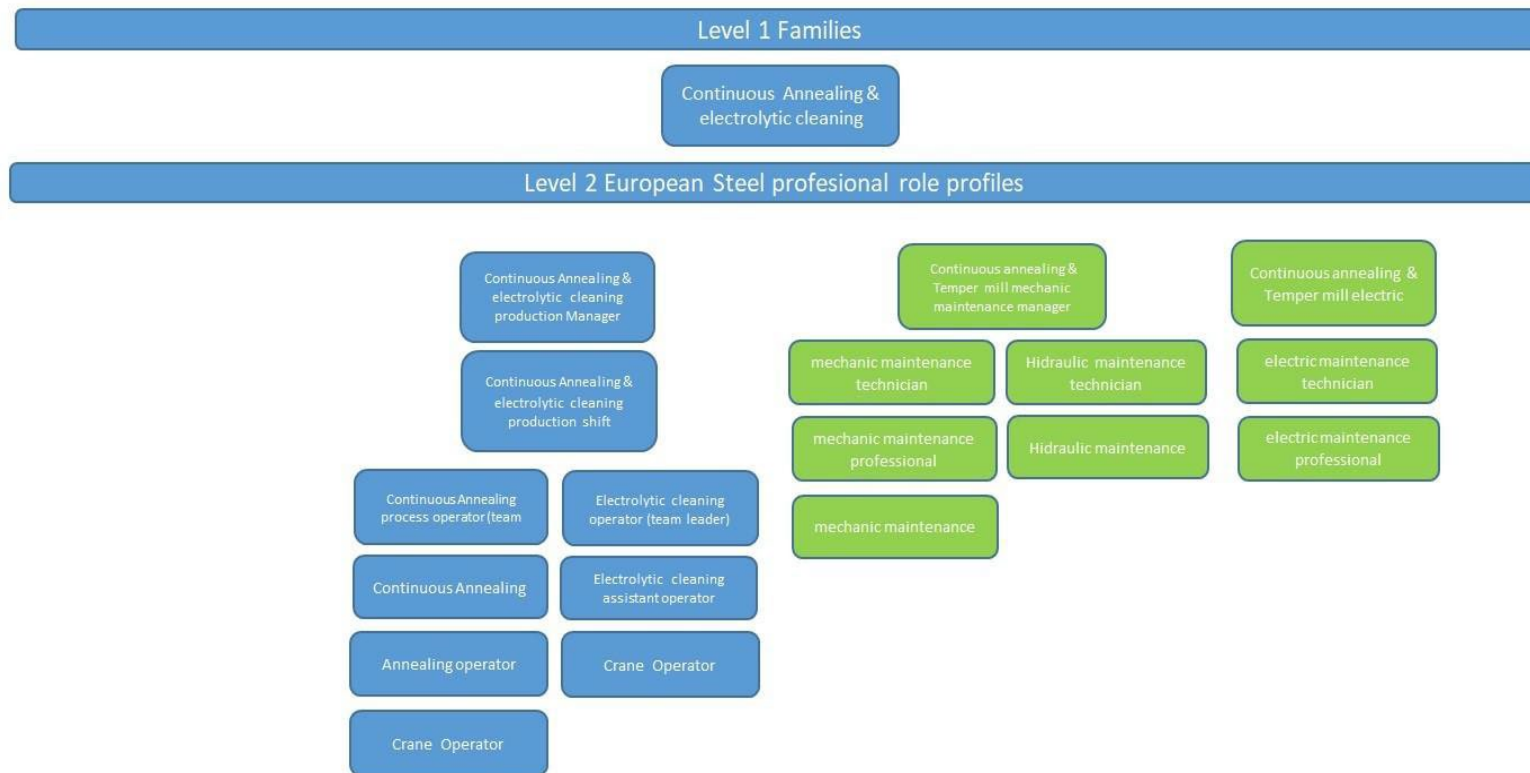 Level 1 Families
Continuous Annealing &
electrolytic cleaning
Level 2 European Steel profesional role profiles
Continuous Annealing &
electrolytic cleaning
production Manager
Continuous Annealing &
electrolytic cleaning
production shift
Continuous Annealing
process operator (team
Continuous Annealing
Annealing operator
Crane Operator
Electrolytic cleaning
operator (team leader)
Electrolytic cleaning
assistant operator
Crane Operator
Continuous annealing &
Temper mill mechanic
maintenance manager
mechanic maintenance
technician
mechanic maintenance
professional
mechanic maintenance
Hidraulic maintenance
technician
Hidraulic maintenance
Continuous annealing &
Temper mill electric
electric maintenance
technician
electric maintenance
professional